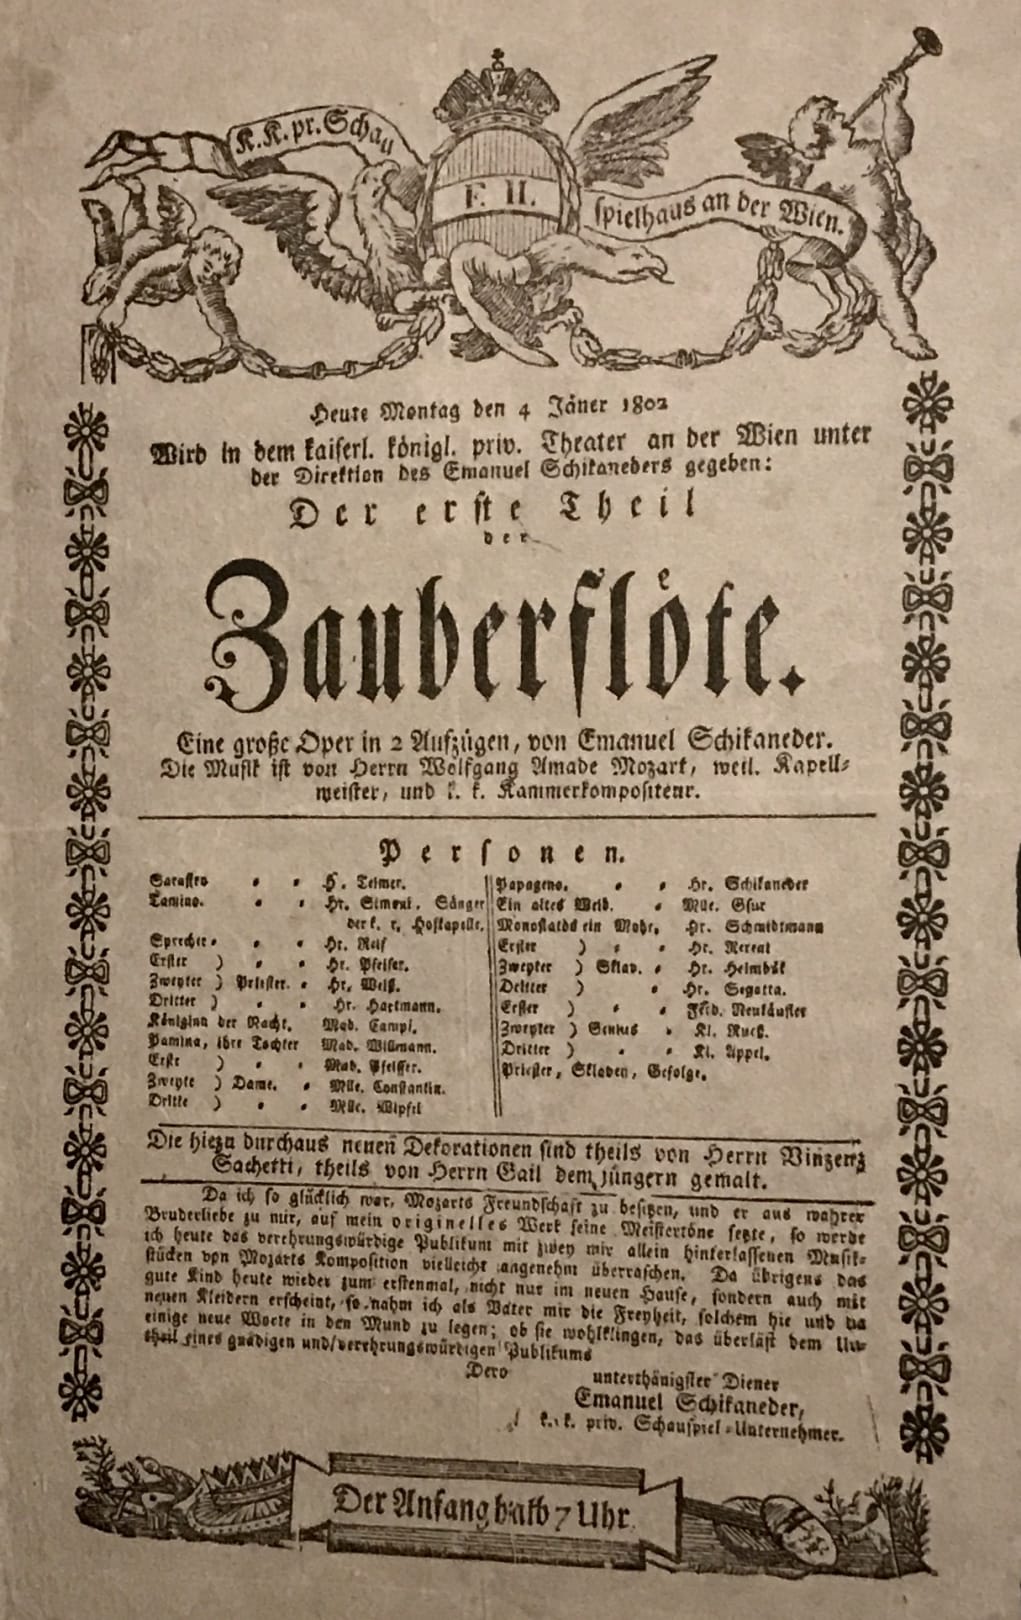 K. K. pr. Schau
F. II.
spielhaus an der Wien.
Heute Montag den 4 Jäner 1802
Wird in dem kaiserl. königl. priv. Theater an der Wien unter
der Direktion des Emanuel Schikaneders gegeben:
Der erste Theil
der
Zauberflöte.
Eine große Oper in 2 Aufzügen, von Emanuel Schikaneder.
Die Musik ist von Herrn Wolfgang Amade Mozart, weil. Kapell-
meister, und k. k. Kammerkompositeur.
Personen.
Sarastro H. Teimer.
Tamino. Hr. Simoni, Sänger
der k. k. Hofkapelle.
Sprecher. Hr. Reif
Erster ) Hr. Pfeifer.
Zweyter ) Priester. Hr. Weiß.
Dritter ) Hr. Hartmann.
Königinn der Nacht. Mad. Campi.
Pamina, ihre Tochter Mad. Willmann.
Erste ) Mad. Pfeiffer.
Zweyte ) Dame. Mlle. Constantin.
Dritte ) Mlle. Wipfel
Papageno. Hr. Schikaneder
Ein altes Weib. Mlle. Gsur
Monostatos ein Mohr. Hr. Schmidtmann
Erster ) Hr. Rereat
Zweyter ) Sklav. Hr. Heimbök
Dritter ) Hr. Segatta.
Erster ) Ferd. Neukäufler
Zweyter ) Genius Kl. Rueß.
Dritter ) Kl. Appel.
Priester, Sklaven, Gefolge.
Die hiezu durchaus neuen Dekorationen sind theils von Herrn Vinzenz
Sachetti, theils von Herrn Gail dem jüngern gemalt.
Da ich so glücklich war, Mozarts Freundschaft zu besitzen, und er aus wahrer
Bruderliebe zu mir, auf mein originelles Werk seine Meistertöne setzte, so werde
ich heute das verehrungswürdige Publikum mit zwey mir allein hinterlassenen Musik-
stücken von Mozarts Komposition vielleicht angenehm überraschen. Da übrigens das
gute Kind heute wieder zum erstenmal, nicht nur im neuen Hause, sondern auch mit
neuen Kleidern erscheint, so nahm ich als Vater mir die Freyheit, solchem hie und da
einige neue Worte in den Mund zu legen; ob sie wohlklingen, das überläßt dem Ur-
theil eines gnädigen und verehrungswürdigen Publikums
Dero
unterthänigster Diener
Emanuel Schikaneder,
k. k. priv. Schauspiel-Unternehmer.
Der Anfang halb 7 Uhr.